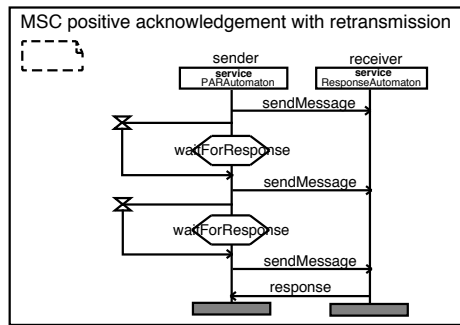 MSC positive acknowledgement with retransmission
sender
receiver
service
PARAutomaton
service
ResponseAutomaton
sendMessage
waitForResponse
sendMessage
waitForResponse
sendMessage
response